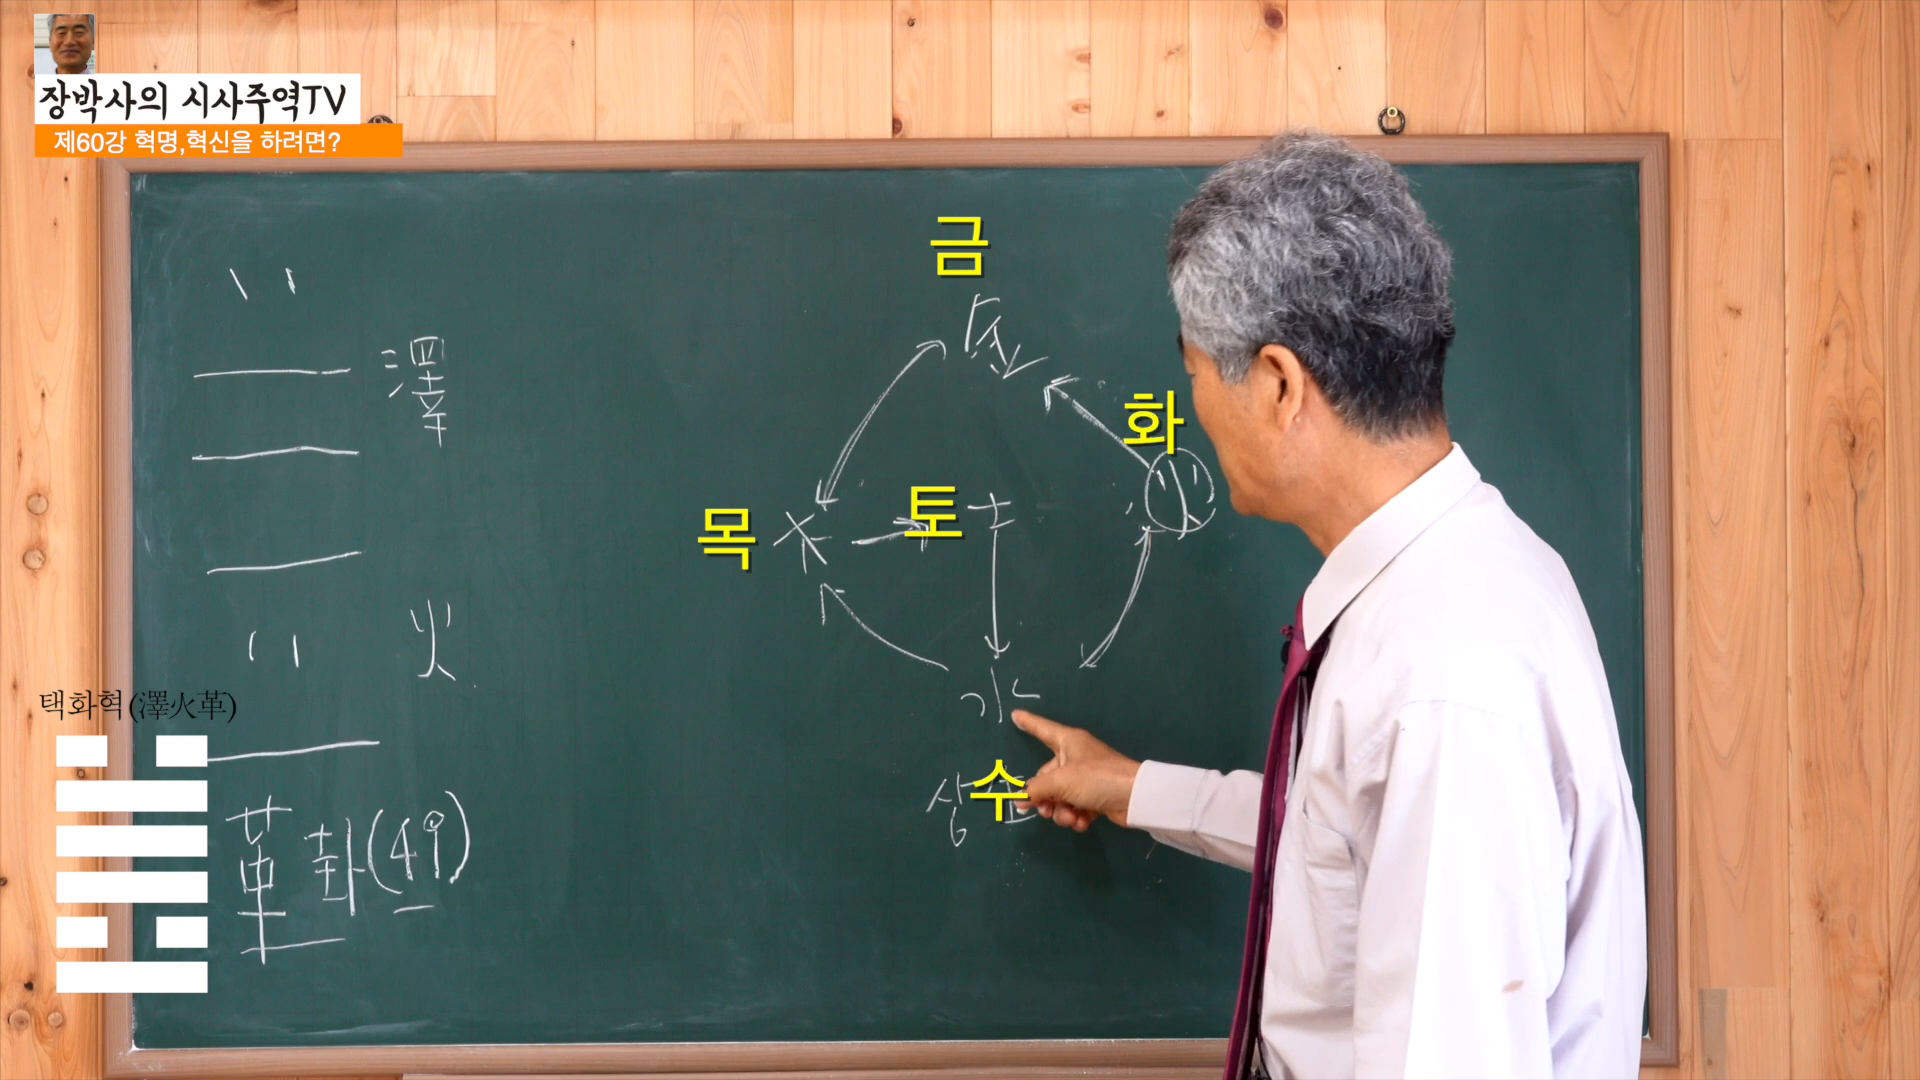 장박사의 시사주역TV
제60강 혁명,혁신을 하려면?
금
金
澤
화
火
목
木
토
土
火
水
수
상
택화혁(澤火革)
革卦(49)